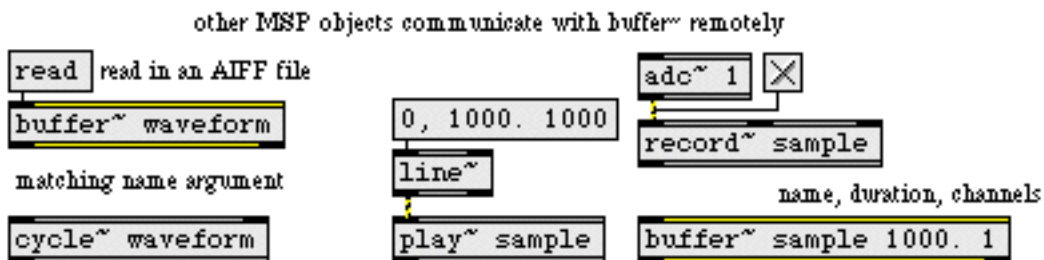 other MSP objects communicate with buffer~ remotely
read
read in an AIFF file
buffer~ waveform
matching name argument
cycle~ waveform
0, 1000. 1000
line~
play~ sample
adc~ 1
record~ sample
name, duration, channels
buffer~ sample 1000. 1